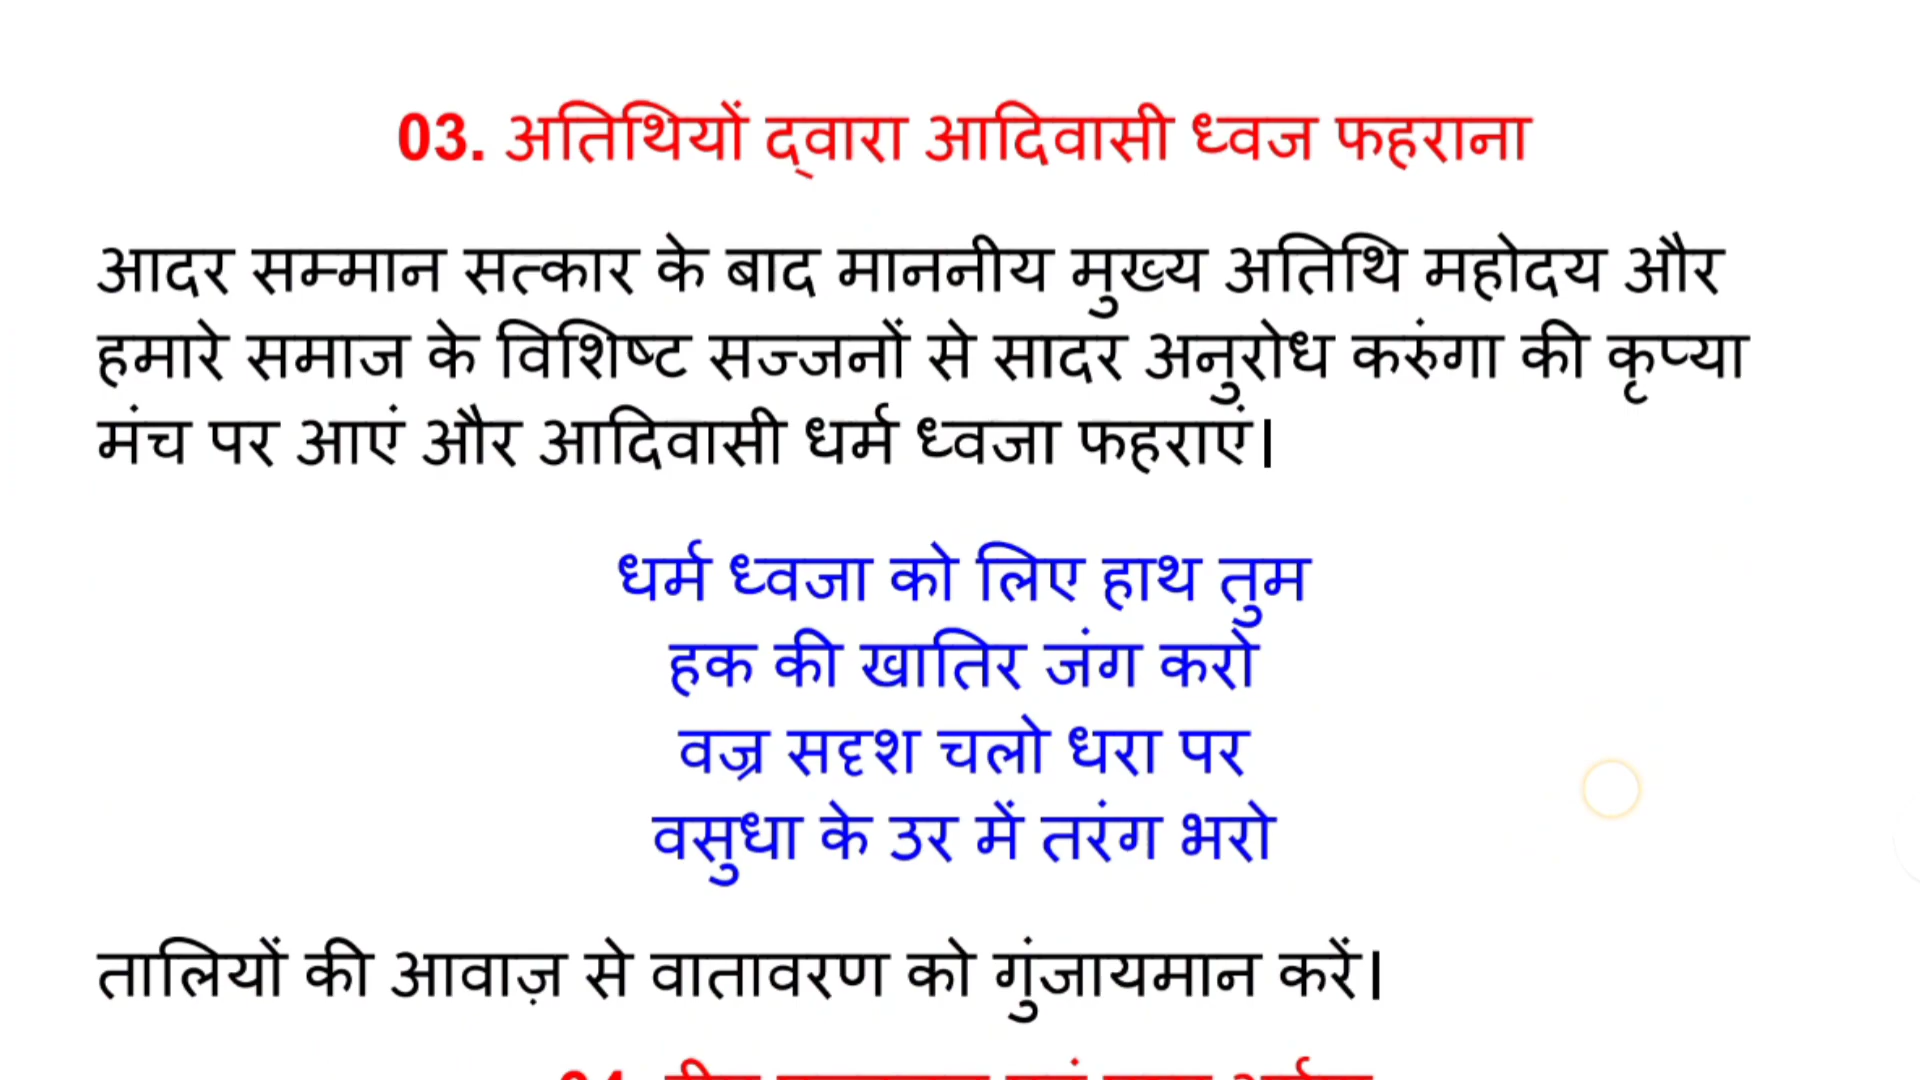 03. अतिथियों द्वारा आदिवासी ध्वज फहराना
आदर सम्मान सत्कार के बाद माननीय मुख्य अतिथि महोदय और
हमारे समाज के विशिष्ट सज्जनों से सादर अनुरोध करुंगा की कृप्या
मंच पर आएं और आदिवासी धर्म ध्वजा फहराएं।
धर्म ध्वजा को लिए हाथ तुम
हक की खातिर जंग करो
वज्र सदृश चलो धरा पर
वसुधा के उर में तरंग भरो
तालियों की आवाज़ से वातावरण को गुंजायमान करें।